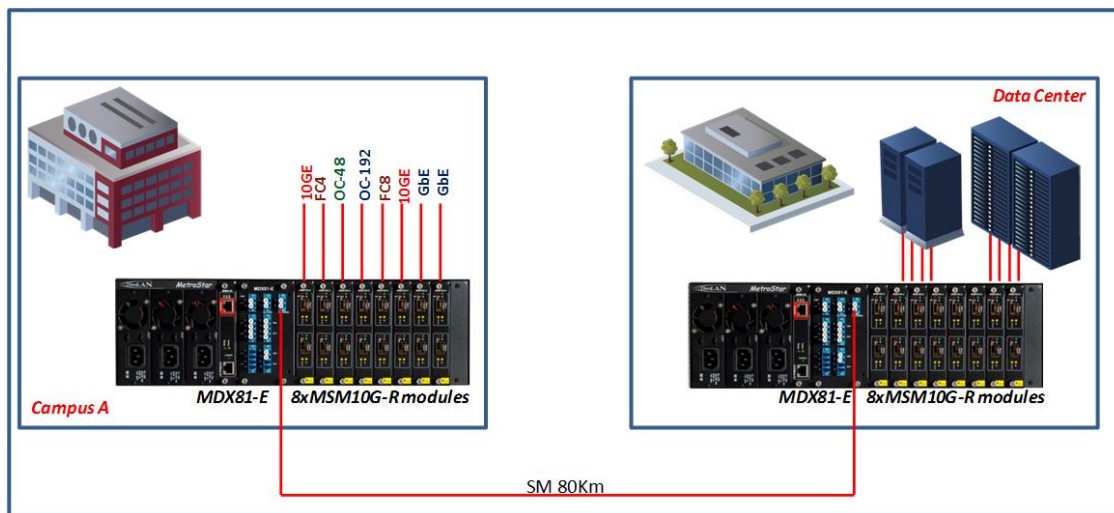 Data Center
10GE
FC4
OC-48
OC-192
FC8
10GE
GbE
GbE
MetroStar
MDX81-E
MetroStar
MDX81-E
Campus A
MDX81-E
8xMSM10G-R modules
MDX81-E
8xMSM10G-R modules
SM 80Km